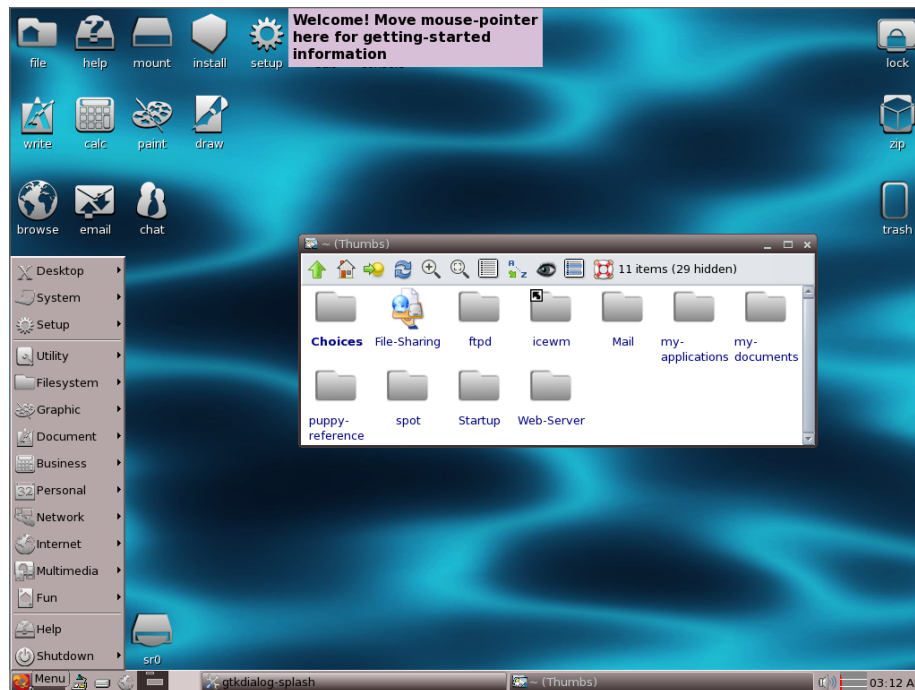 Welcome! Move mouse-pointer
here for getting-started
information
file help mount install setup
lock
write calc paint draw
zip
browse email chat
trash
~ (Thumbs)
11 items (29 hidden)
Choices File-Sharing ftpd icewm Mail my-applications my-documents
puppy-reference spot Startup Web-Server
Desktop
System
Setup
Utility
Filesystem
Graphic
Document
Business
32 Personal
Network
Internet
Multimedia
Fun
Help
Shutdown
sr0
Menu
gtkdialog-splash
~ (Thumbs)
03:12 A